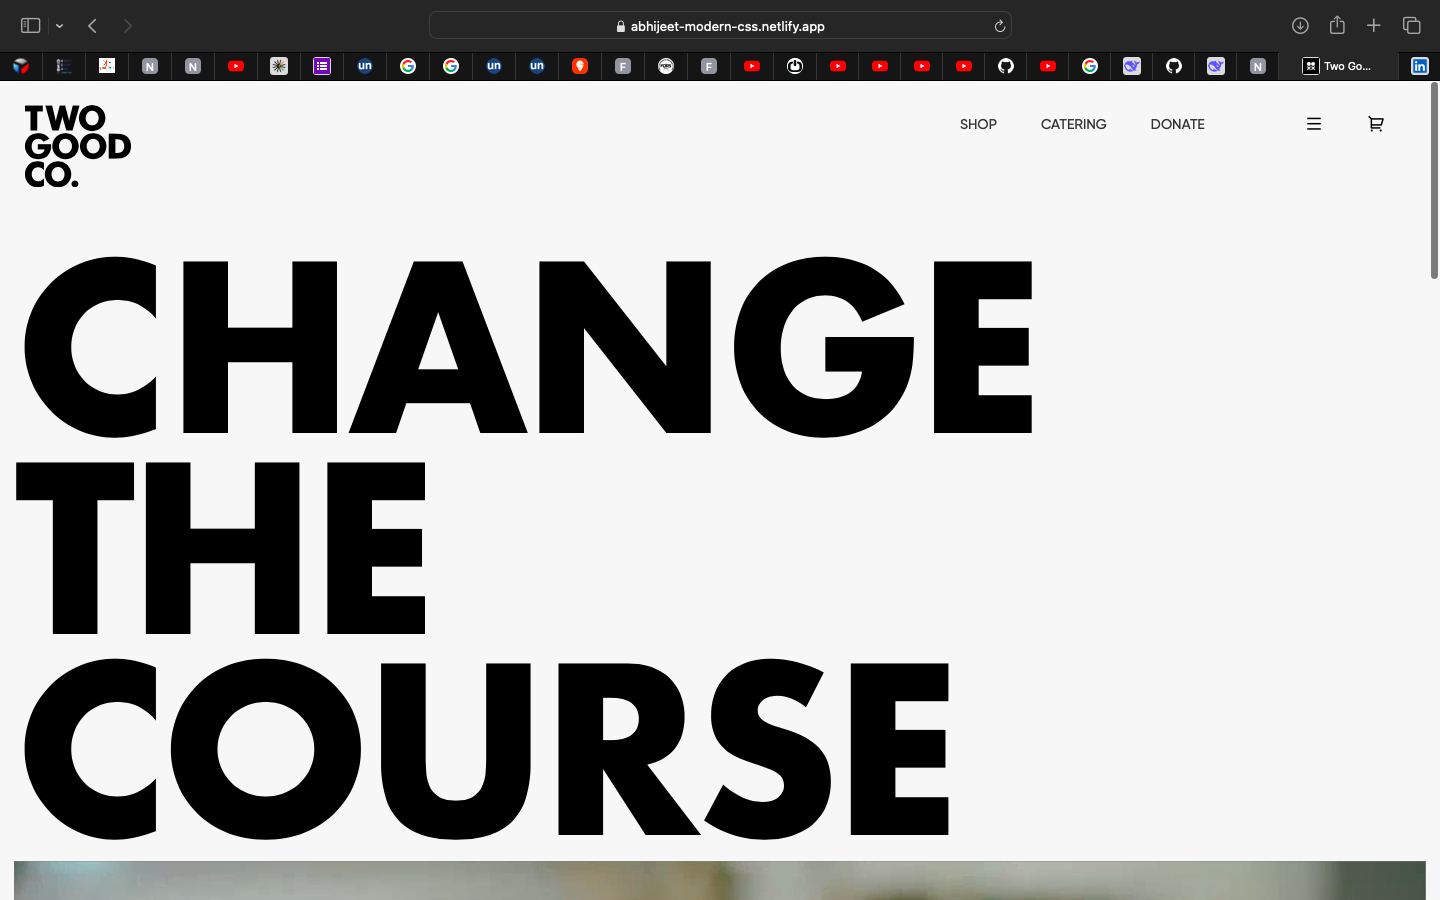 abhijeet-modern-css.netlify.app
N
N
un
un
un
F
F
N
Two Go...
in
TWO
GOOD
CO.
SHOP
CATERING
DONATE
CHANGE
THE
COURSE